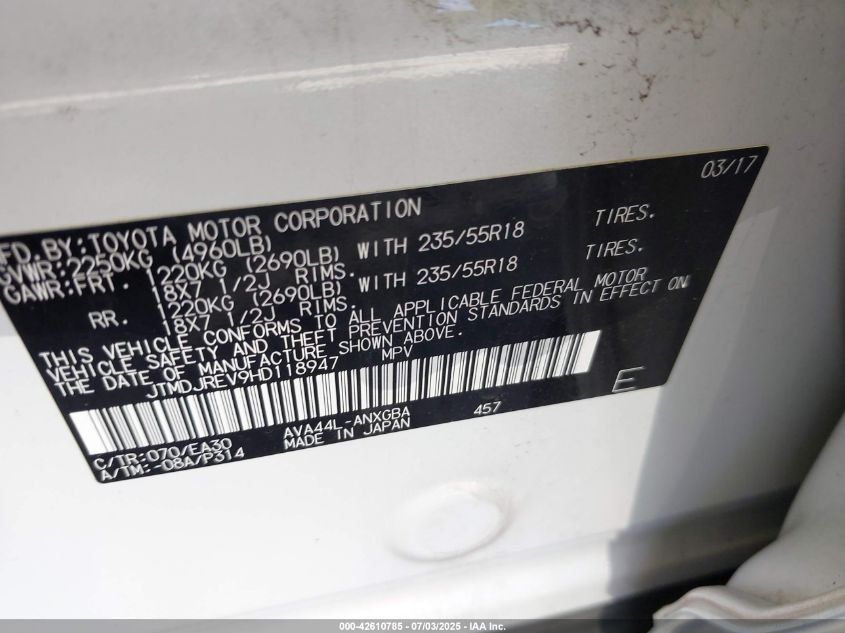 03/17
MFD.BY:TOYOTA MOTOR CORPORATION
GVWR:2250KG (4960LB)
GAWR:FRT. 1220KG (2690LB) WITH 235/55R18 TIRES.
18X7 1/2J RIMS.
RR. 1220KG (2690LB) WITH 235/55R18 TIRES.
18X7 1/2J RIMS.
THIS VEHICLE CONFORMS TO ALL APPLICABLE FEDERAL MOTOR
VEHICLE SAFETY AND THEFT PREVENTION STANDARDS IN EFFECT ON
THE DATE OF MANUFACTURE SHOWN ABOVE.
JTMDJREV9HD118947 MPV
E
C/TR:070/EA30 AVA44L-ANXGBA 457
A/TM:-08A/P314 MADE IN JAPAN
000-42610785 - 07/03/2025 - IAA Inc.